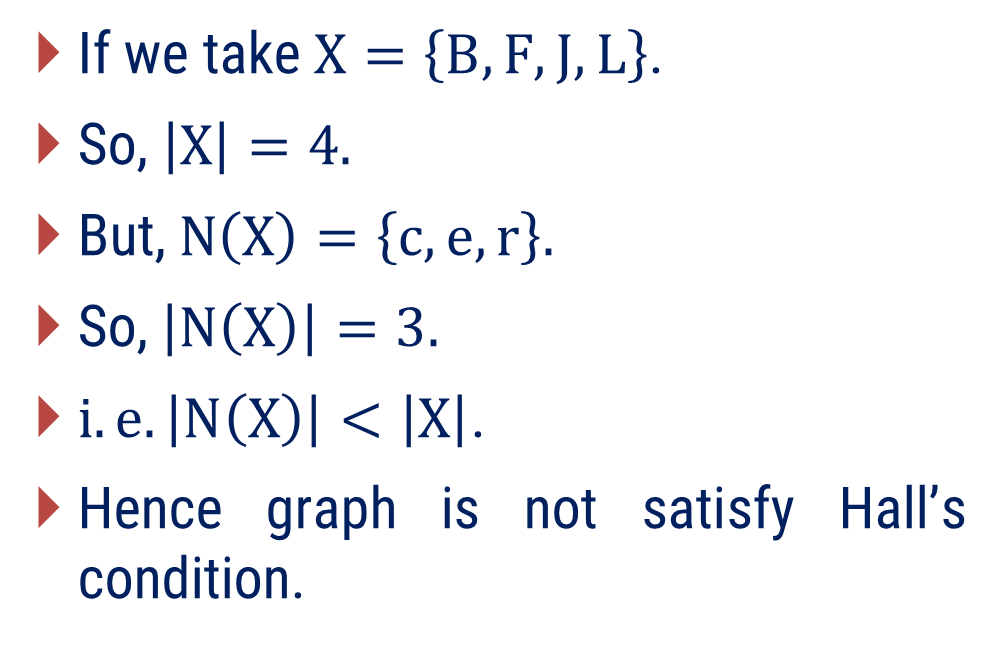 If we take X = {B, F, J, L}.
So, |X| = 4.
But, N(X) = {c, e, r}.
So, |N(X)| = 3.
i. e. |N(X)| < |X|.
Hence graph is not satisfy Hall’s
condition.